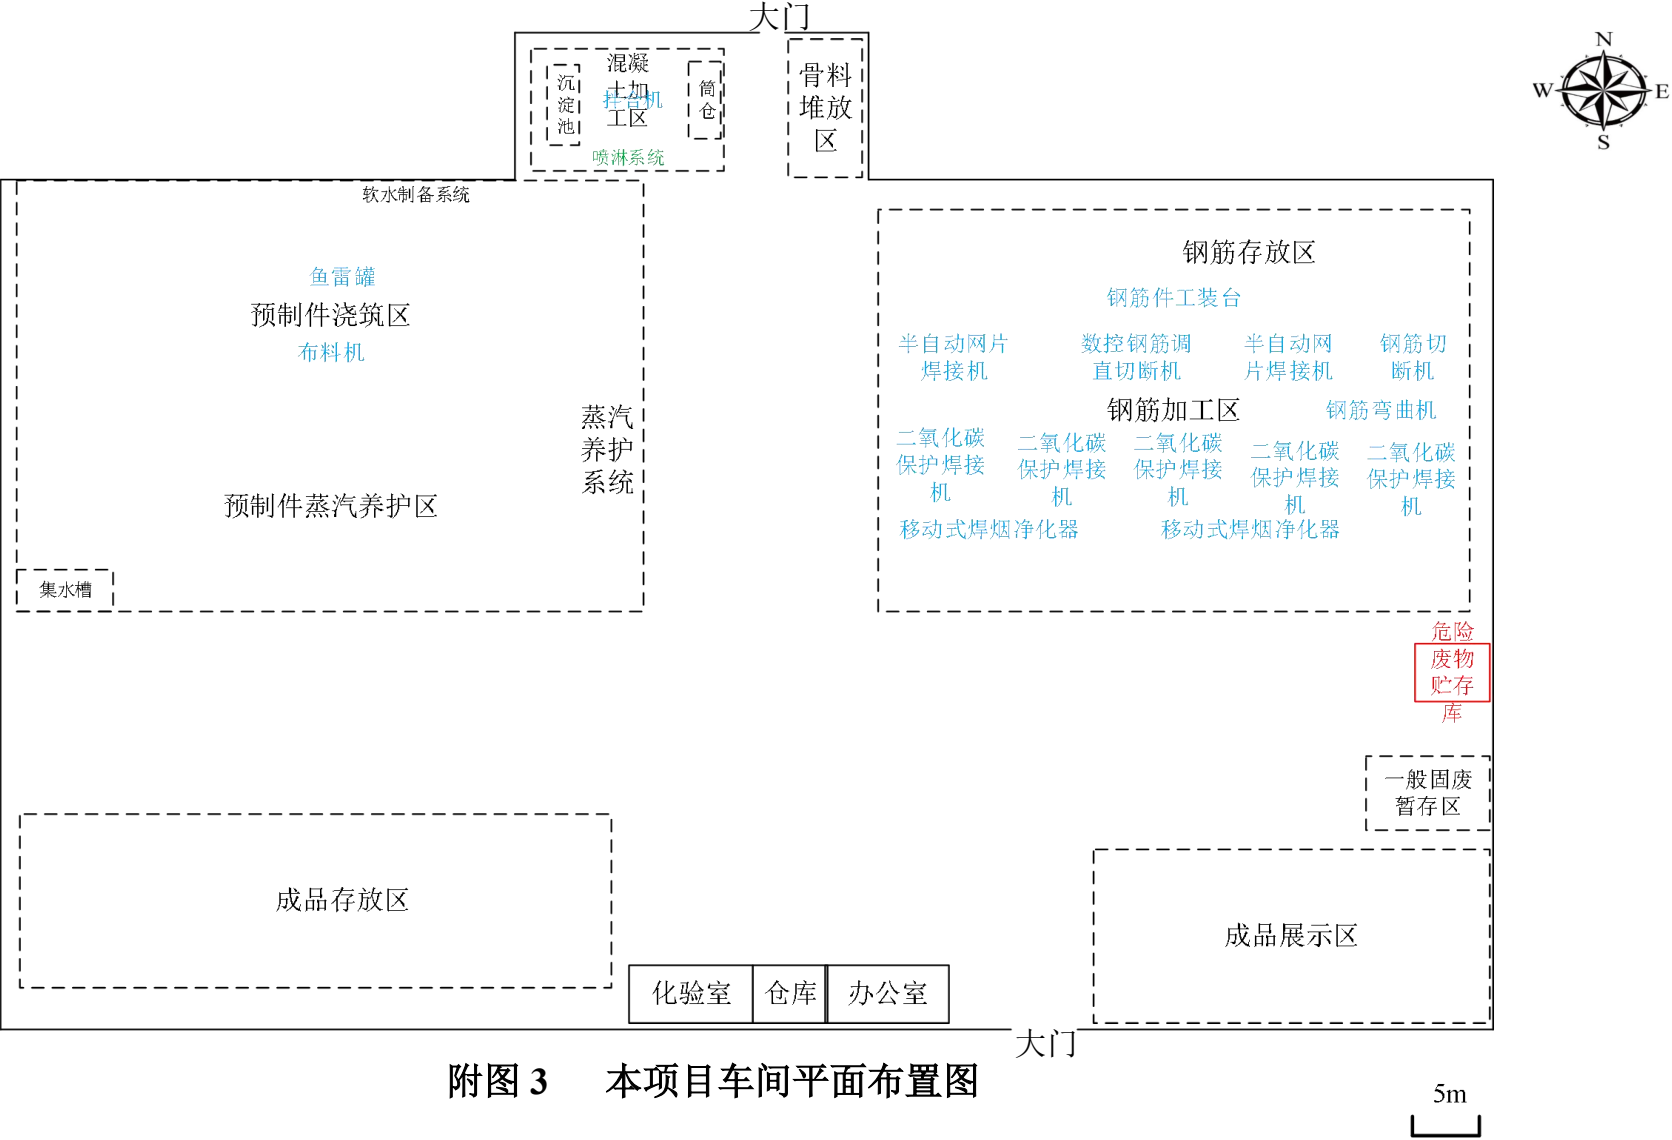 大门
N
W
E
S
混凝
土加
工区
拌合机
沉
淀
池
筒
仓
喷淋系统
骨料
堆放
区
软水制备系统
鱼雷罐
预制件浇筑区
布料机
蒸汽
养护
系统
预制件蒸汽养护区
集水槽
钢筋存放区
钢筋件工装台
半自动网片
焊接机
数控钢筋调
直切断机
半自动网
片焊接机
钢筋切
断机
钢筋加工区
钢筋弯曲机
二氧化碳
保护焊接
机
二氧化碳
保护焊接
机
二氧化碳
保护焊接
机
二氧化碳
保护焊接
机
二氧化碳
保护焊接
机
移动式焊烟净化器
移动式焊烟净化器
危险
废物
贮存
库
一般固废
暂存区
成品存放区
成品展示区
化验室
仓库
办公室
大门
附图 3 本项目车间平面布置图
5m